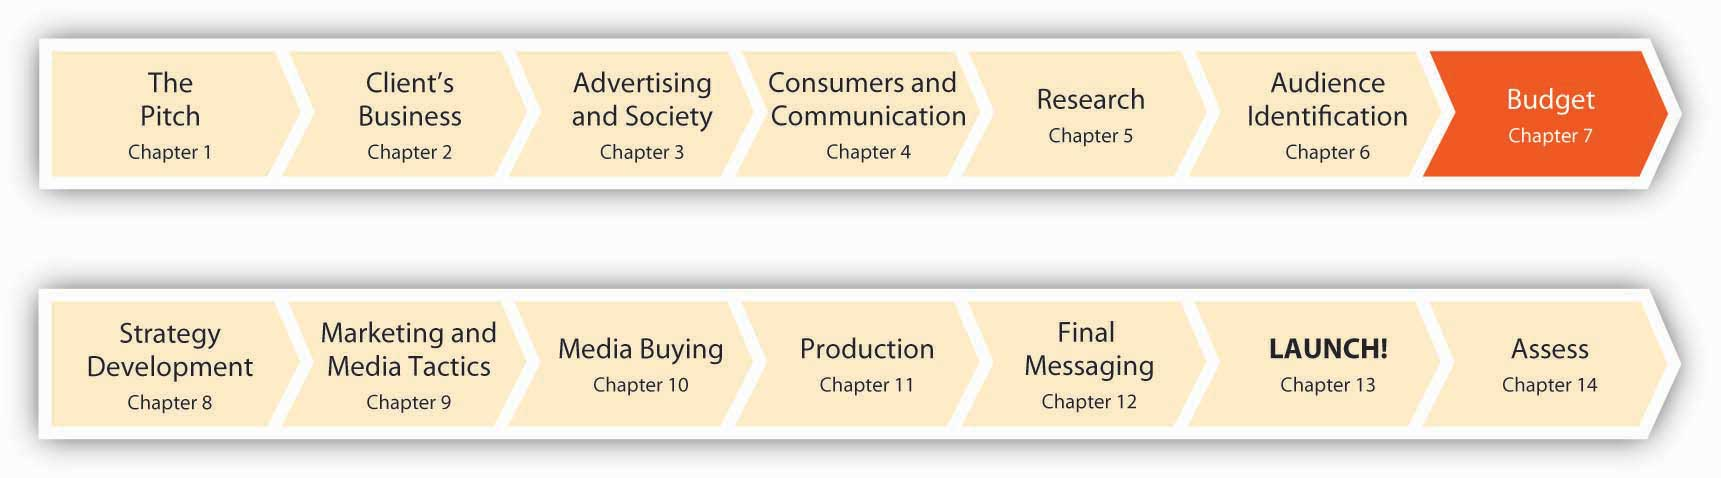 The
Pitch
Chapter 1
Client’s
Business
Chapter 2
Advertising
and Society
Chapter 3
Consumers and
Communication
Chapter 4
Research
Chapter 5
Audience
Identification
Chapter 6
Budget
Chapter 7
Strategy
Development
Chapter 8
Marketing and
Media Tactics
Chapter 9
Media Buying
Chapter 10
Production
Chapter 11
Final
Messaging
Chapter 12
LAUNCH!
Chapter 13
Assess
Chapter 14